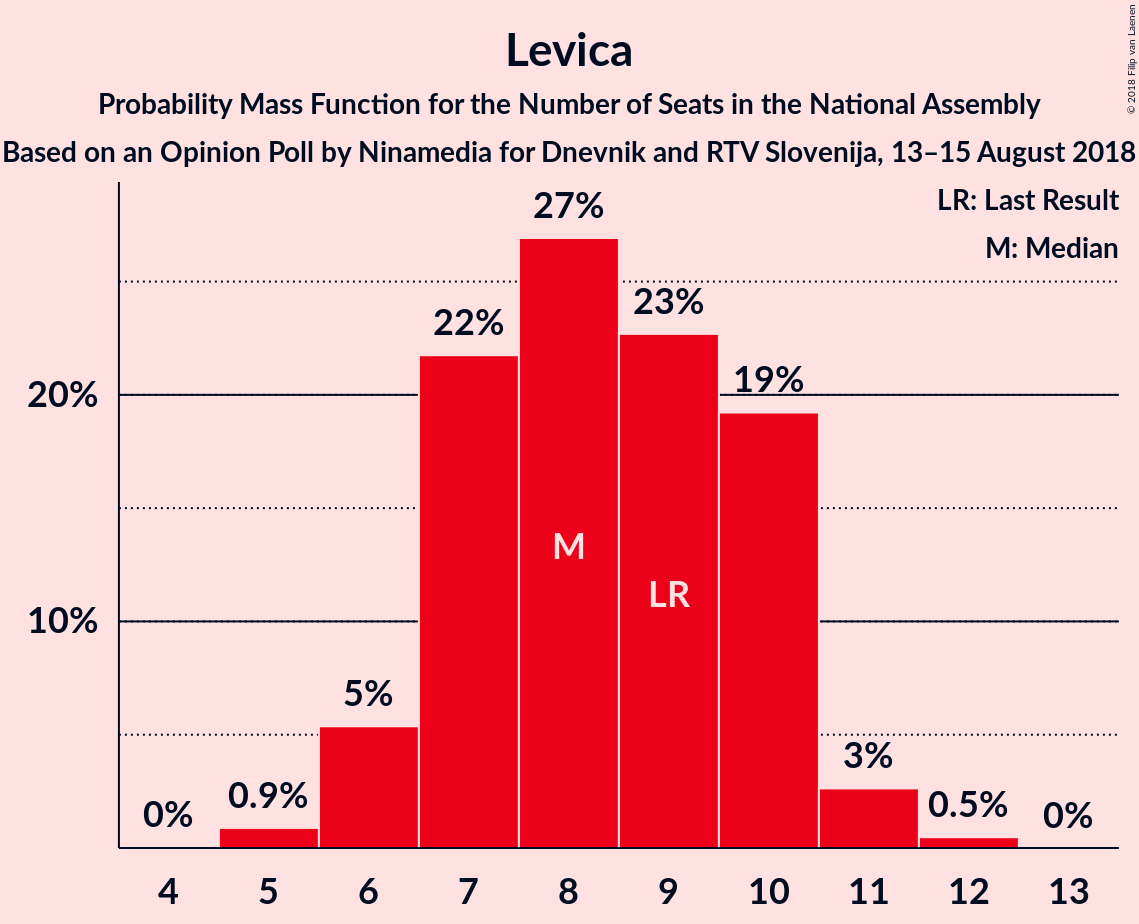 Levica
Probability Mass Function for the Number of Seats in the National Assembly
Based on an Opinion Poll by Ninamedia for Dnevnik and RTV Slovenija, 13–15 August 2018
© 2018 Filip van Laenen
LR: Last Result
M: Median
27%
23%
22%
19%
20%
M
LR
10%
5%
3%
0.9%
0.5%
0%
0%
4 5 6 7 8 9 10 11 12 13